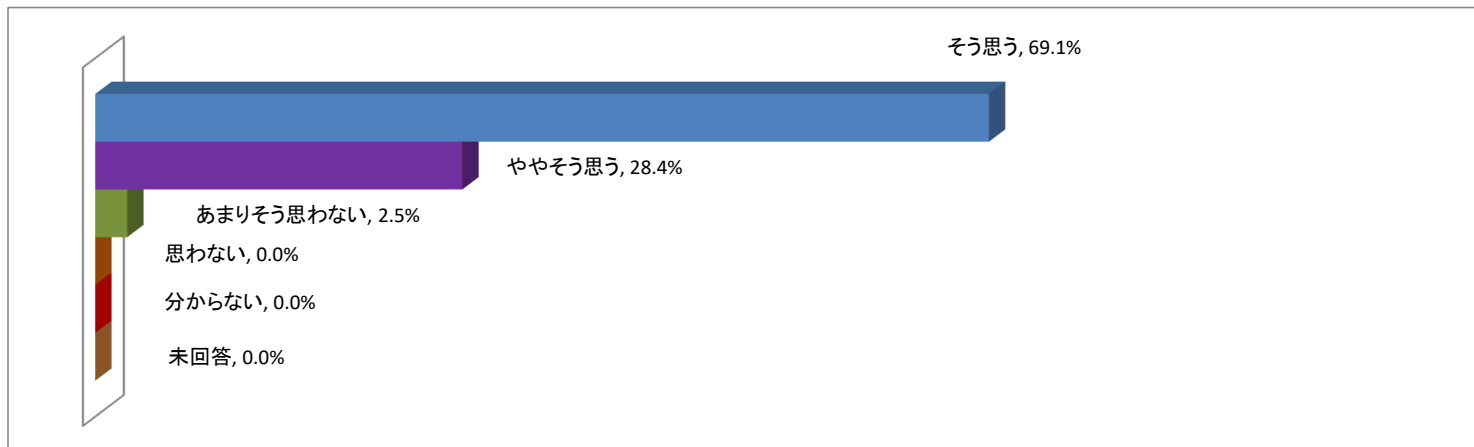 そう思う, 69.1%
ややそう思う, 28.4%
あまりそう思わない, 2.5%
思わない, 0.0%
分からない, 0.0%
未回答, 0.0%